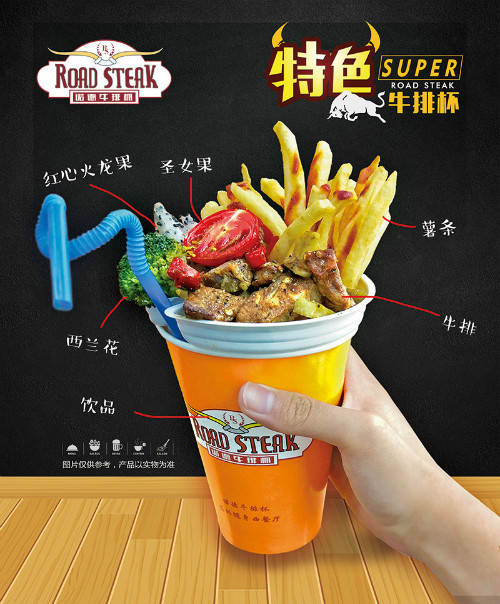 ROAD STEAK
诺德牛排杯
特色
SUPER
ROAD STEAK
牛排杯
红心火龙果
圣女果
薯条
牛排
西兰花
饮品
ROAD STEAK
诺德牛排杯
图片仅供参考，产品以实物为准